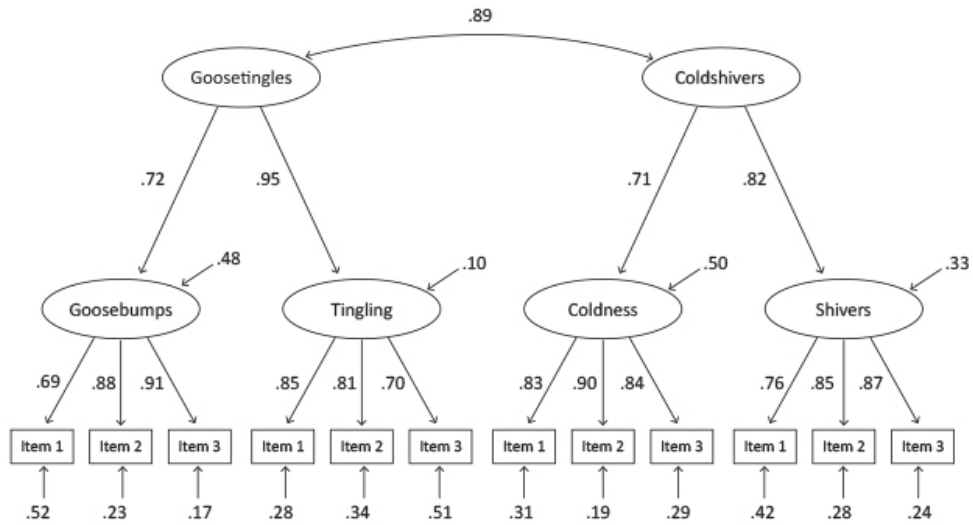 .89
Goosetingles Coldshivers
.72 .95 .71 .82
.48 .10 .50 .33
Goosebumps Tingling Coldness Shivers
.69 .88 .91 .85 .81 .70 .83 .90 .84 .76 .85 .87
Item 1 Item 2 Item 3 Item 1 Item 2 Item 3 Item 1 Item 2 Item 3 Item 1 Item 2 Item 3
.52 .23 .17 .28 .34 .51 .31 .19 .29 .42 .28 .24